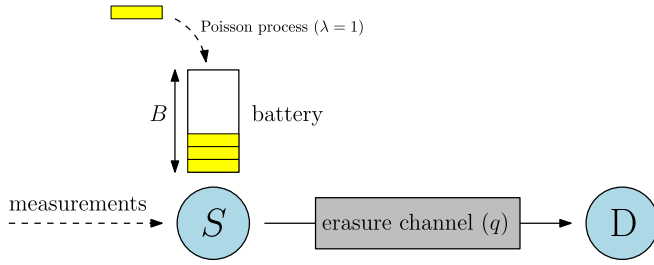 Poisson process (λ = 1)
B
battery
measurements
S
erasure channel (q)
D